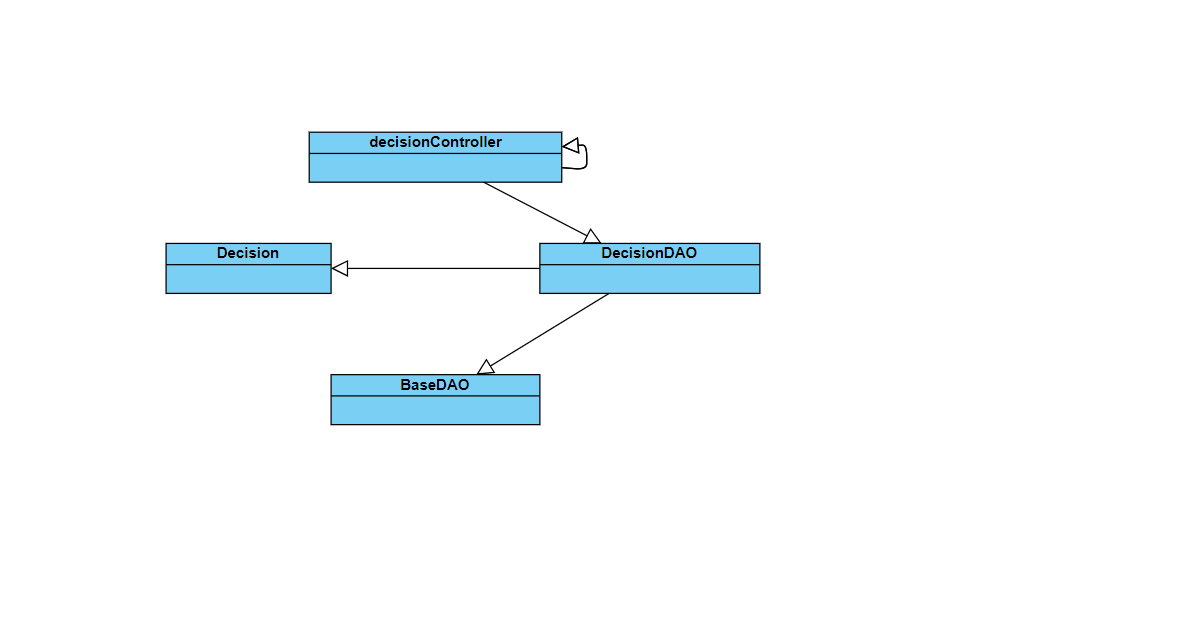 decisionController
Decision
DecisionDAO
BaseDAO